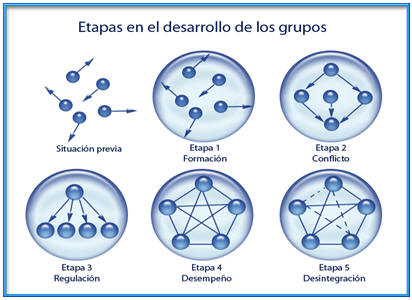 Etapas en el desarrollo de los grupos
Situación previa
Etapa 1
Formación
Etapa 2
Conflicto
Etapa 3
Regulación
Etapa 4
Desempeño
Etapa 5
Desintegración